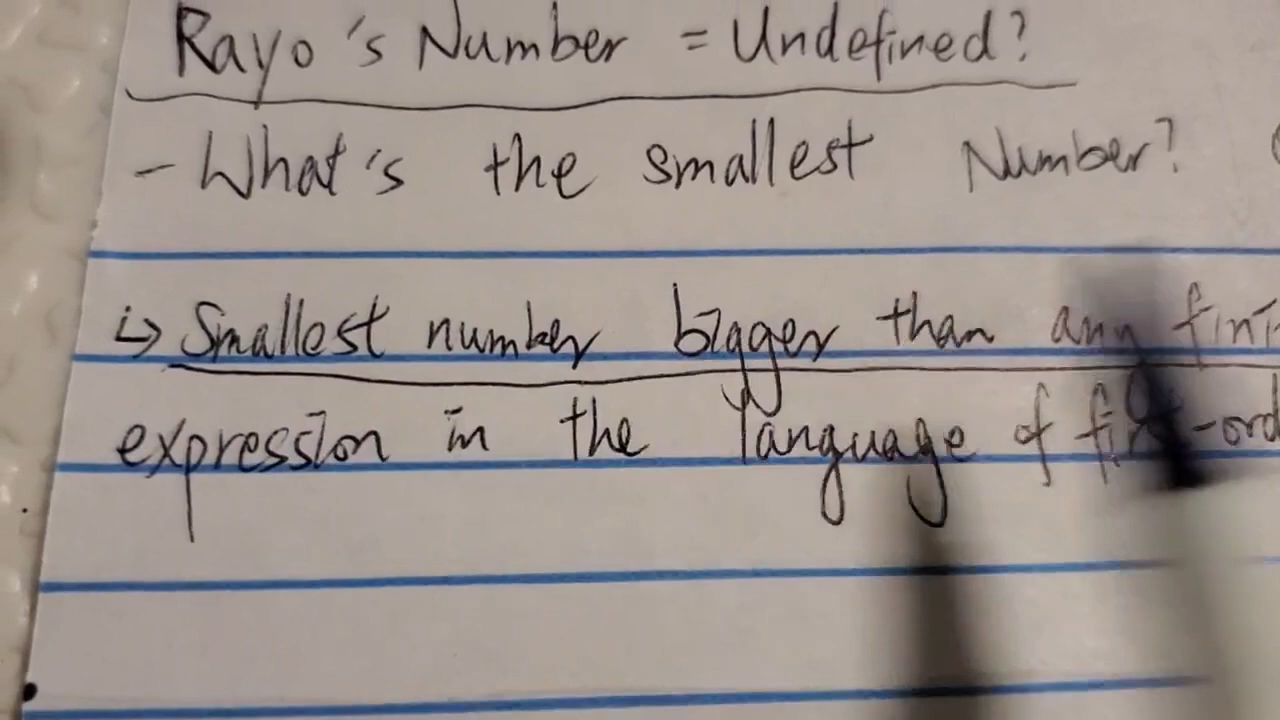 Rayo's Number = Undefined?
- What's the smallest Number?
↳ Smallest number bigger than any
expression in the language of